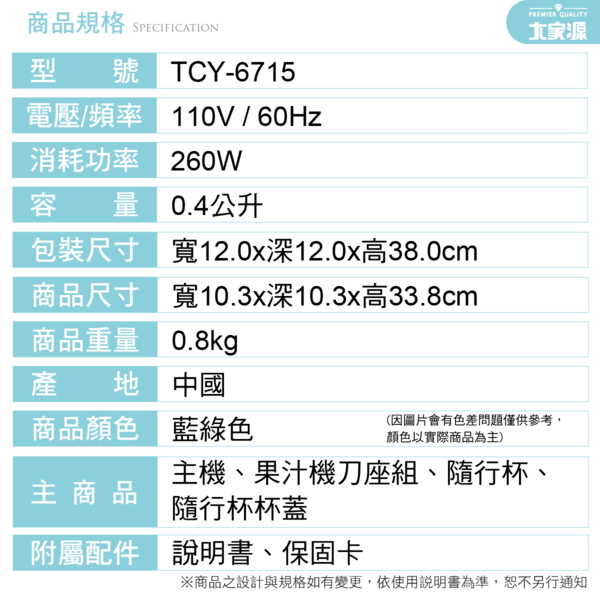 商品規格 SPECIFICATION
PREMIER QUALITY
大家源
型號 TCY-6715
電壓/頻率 110V / 60Hz
消耗功率 260W
容量 0.4公升
包裝尺寸 寬12.0x深12.0x高38.0cm
商品尺寸 寬10.3x深10.3x高33.8cm
商品重量 0.8kg
產地 中國
商品顏色 藍綠色 (因圖片會有色差問題僅供參考，
顏色以實際商品為主)
主商品 主機、果汁機刀座組、隨行杯、
隨行杯杯蓋
附屬配件 說明書、保固卡
※商品之設計與規格如有變更，依使用說明書為準，恕不另行通知